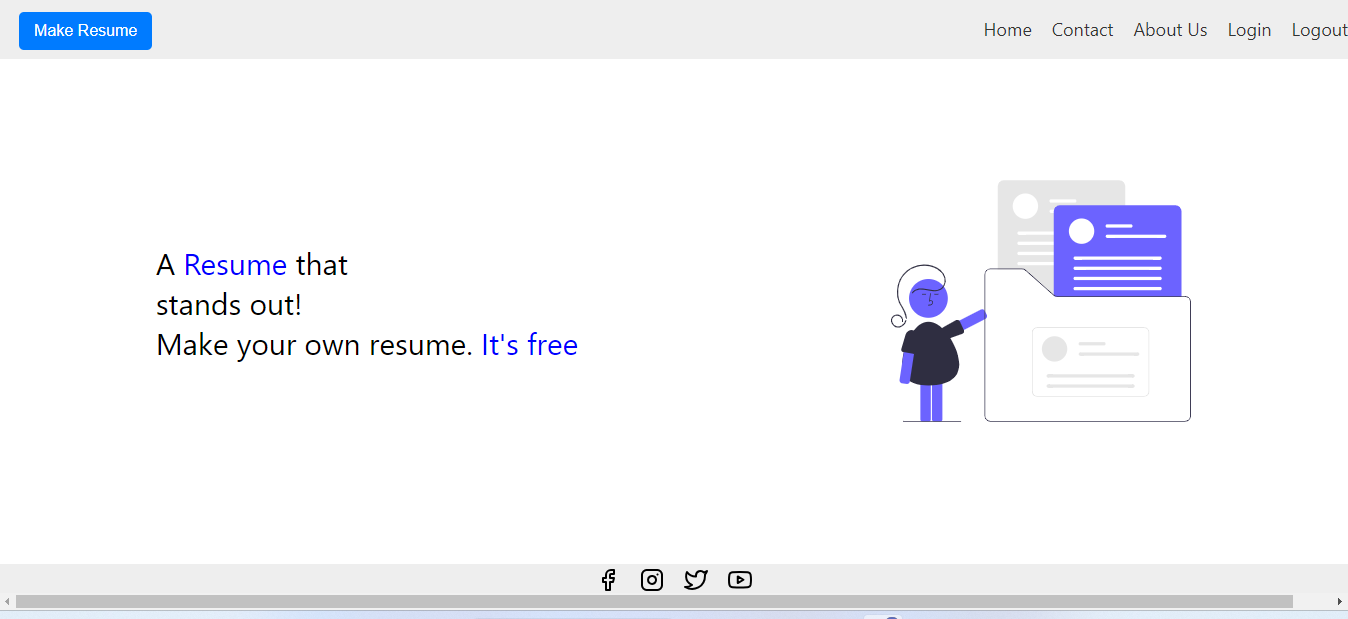 Make Resume
Home Contact About Us Login Logout
A Resume that
stands out!
Make your own resume. It's free